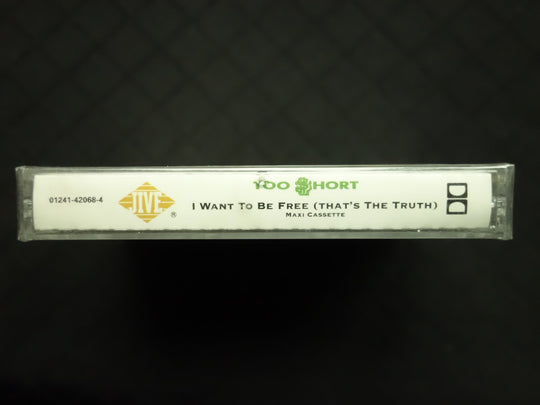 01241-42068-4
JIVE
®
TOO $HORT
I WANT TO BE FREE (THAT'S THE TRUTH)
MAXI CASSETTE